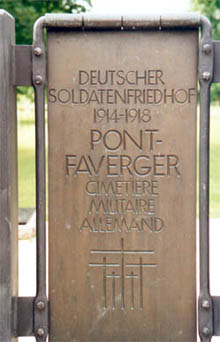 DEUTSCHER
SOLDATENFRIEDHOF
1914-1918
PONT-
FAVERGER
CIMETIERE
MILITAIRE
ALLEMAND